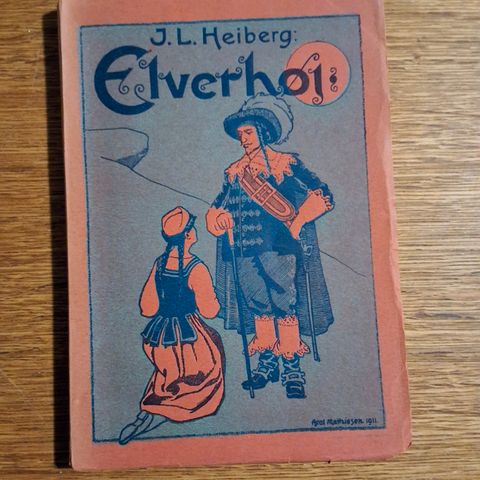 J. L. Heiberg:
Elverhøi:
Axel Mathiesen 1911